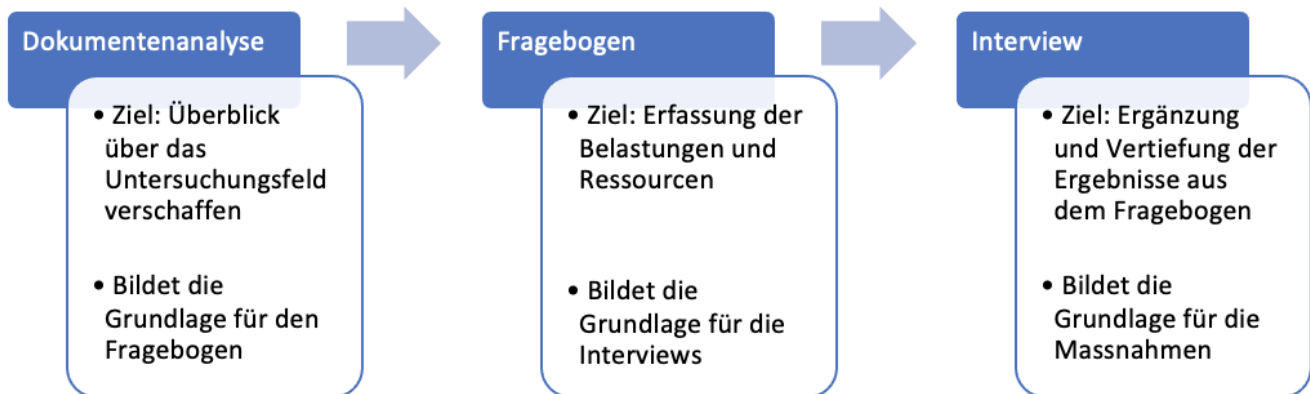 Dokumentenanalyse
• Ziel: Überblick
über das
Untersuchungsfeld
verschaffen
• Bildet die
Grundlage für den
Fragebogen
Fragebogen
• Ziel: Erfassung der
Belastungen und
Ressourcen
• Bildet die
Grundlage für die
Interviews
Interview
• Ziel: Ergänzung
und Vertiefung der
Ergebnisse aus
dem Fragebogen
• Bildet die
Grundlage für die
Massnahmen